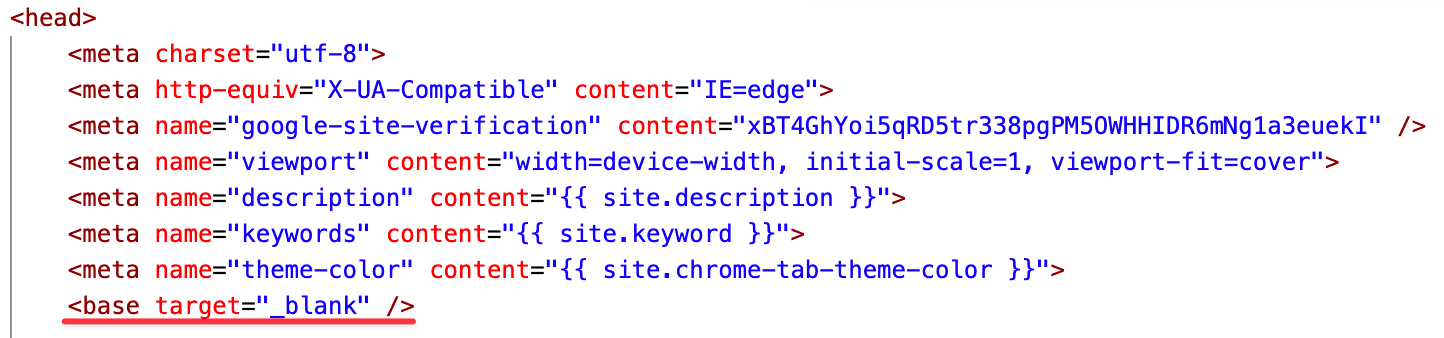 <head>
<meta charset="utf-8">
<meta http-equiv="X-UA-Compatible" content="IE=edge">
<meta name="google-site-verification" content="xBT4GhYoi5qRD5tr338pgPM5OWHHIDR6mNg1a3euekI" />
<meta name="viewport" content="width=device-width, initial-scale=1, viewport-fit=cover">
<meta name="description" content="{{ site.description }}">
<meta name="keywords" content="{{ site.keyword }}">
<meta name="theme-color" content="{{ site.chrome-tab-theme-color }}">
<base target="_blank" />